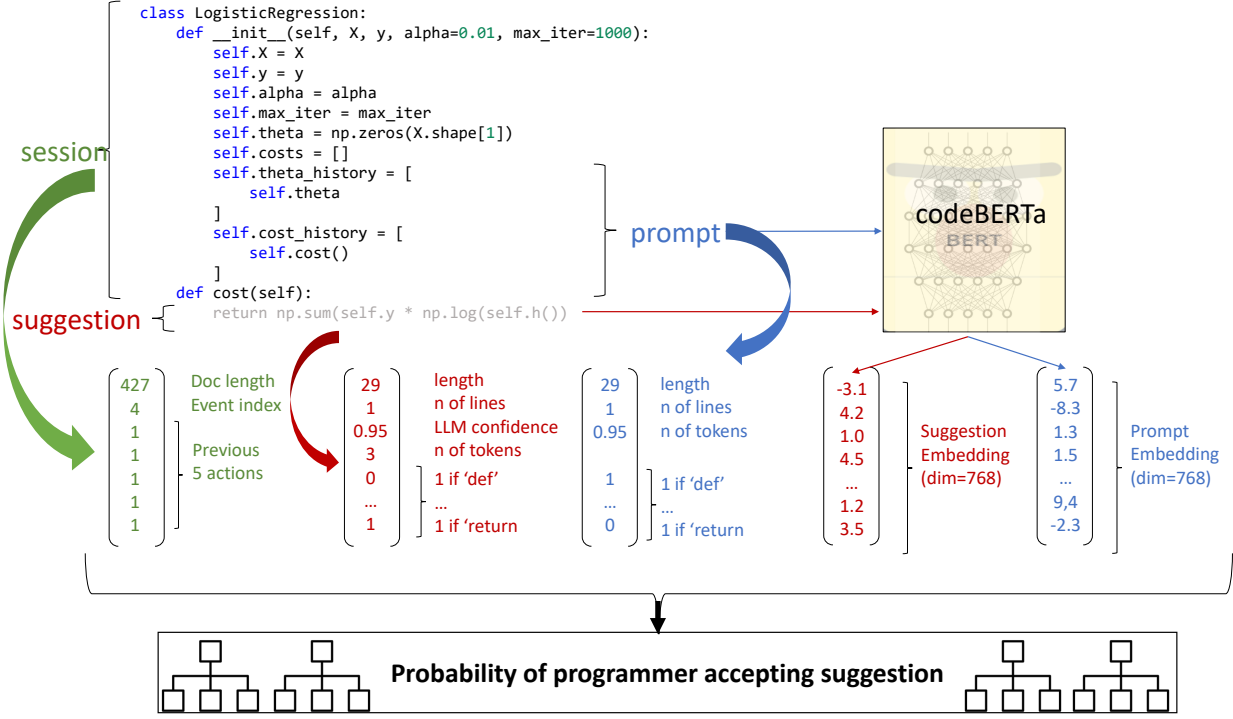 class LogisticRegression:
    def __init__(self, X, y, alpha=0.01, max_iter=1000):
        self.X = X
        self.y = y
        self.alpha = alpha
        self.max_iter = max_iter
        self.theta = np.zeros(X.shape[1])
        self.costs = []
        self.theta_history = [
            self.theta
        ]
        self.cost_history = [
            self.cost()
        ]
    def cost(self):
        return np.sum(self.y * np.log(self.h())
session
suggestion
prompt
codeBERTa
BERT
427
4
1
1
1
1
1
Doc length
Event index
Previous
5 actions
29
1
0.95
3
0
...
1
length
n of lines
LLM confidence
n of tokens
1 if ‘def’
...
1 if ‘return
29
1
0.95
1
...
0
length
n of lines
n of tokens
1 if ‘def’
...
1 if ‘return
-3.1
4.2
1.0
4.5
...
1.2
3.5
Suggestion
Embedding
(dim=768)
5.7
-8.3
1.3
1.5
...
9,4
-2.3
Prompt
Embedding
(dim=768)
Probability of programmer accepting suggestion